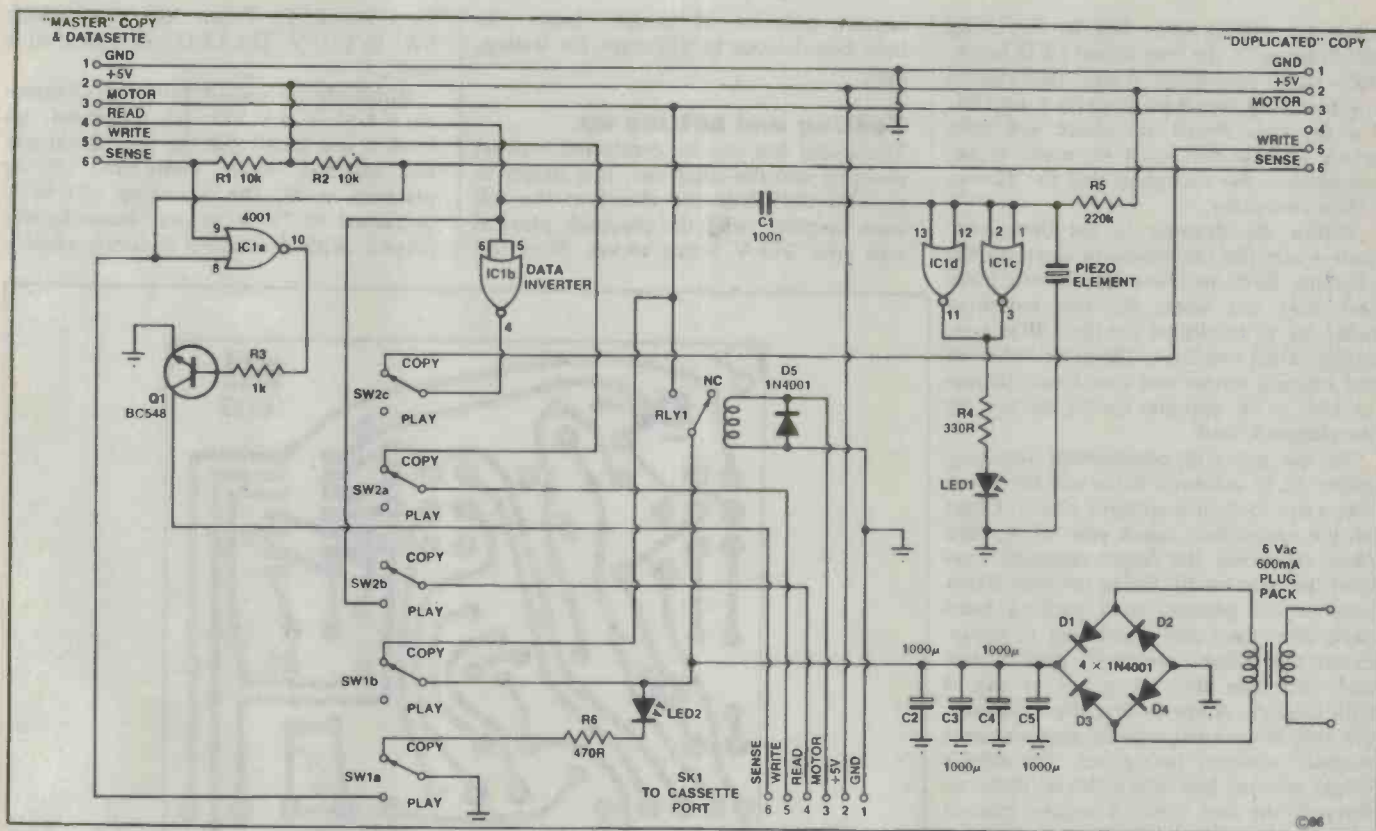 "MASTER" COPY
& DATASETTE
1 GND
2 +5V
3 MOTOR
4 READ
5 WRITE
6 SENSE
"DUPLICATED" COPY
GND 1
+5V 2
MOTOR 3
4
WRITE 5
SENSE 6
R1 10k
R2 10k
4001
9
8
10
IC1a
6 5
IC1b
4
DATA
INVERTER
C1
100n
13 12
IC1d
11
2 1
IC1c
3
PIEZO
ELEMENT
R5
220k
R4
330R
LED1
Q1
BC548
R3
1k
COPY
SW2c
PLAY
COPY
SW2a
PLAY
COPY
SW2b
PLAY
COPY
SW1b
PLAY
COPY
SW1a
PLAY
RLY1
NC
D5
1N4001
LED2
R6
470R
SK1
TO CASSETTE
PORT
SENSE
WRITE
READ
MOTOR
+5V
GND
6 5 4 3 2 1
1000µ
1000µ
C2
C3
C4
C5
1000µ
1000µ
D1
D2
4 × 1N4001
D3
D4
6 Vac
600mA
PLUG
PACK